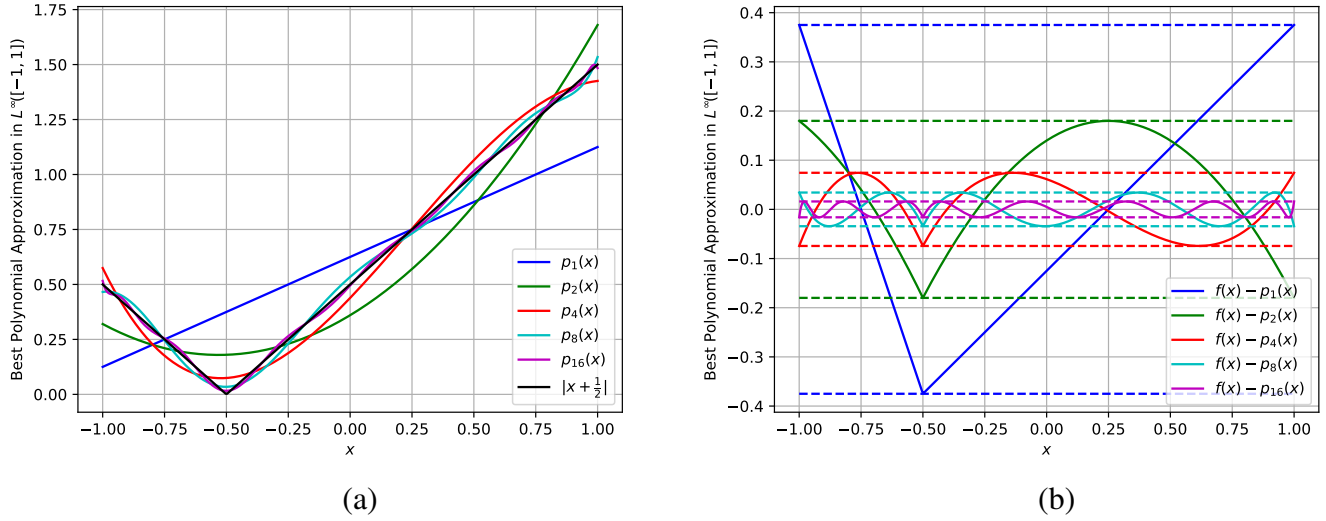 Best Polynomial Approximation in L^∞([−1, 1])
1.75
1.50
1.25
1.00
0.75
0.50
0.25
0.00
p₁(x)
p₂(x)
p₄(x)
p₈(x)
p₁₆(x)
|x + 1/2|
−1.00 −0.75 −0.50 −0.25 0.00 0.25 0.50 0.75 1.00
x
(a)
Best Polynomial Approximation in L^∞([−1, 1])
0.4
0.3
0.2
0.1
0.0
−0.1
−0.2
−0.3
−0.4
f(x) − p₁(x)
f(x) − p₂(x)
f(x) − p₄(x)
f(x) − p₈(x)
f(x) − p₁₆(x)
−1.00 −0.75 −0.50 −0.25 0.00 0.25 0.50 0.75 1.00
x
(b)